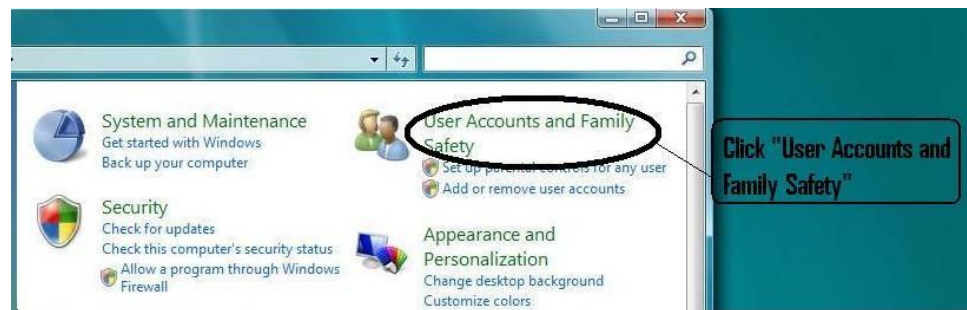 System and Maintenance
Get started with Windows
Back up your computer
Security
Check for updates
Check this computer's security status
Allow a program through Windows
Firewall
User Accounts and Family
Safety
Set up parental controls for any user
Add or remove user accounts
Appearance and
Personalization
Change desktop background
Customize colors
Click "User Accounts and
Family Safety"